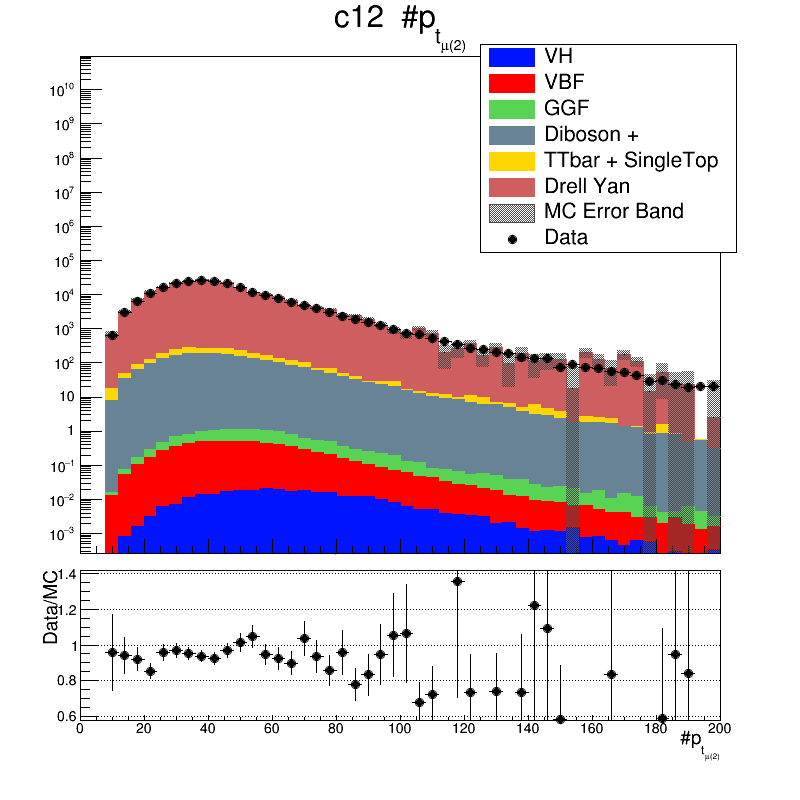 c12 #p t μ(2)
VH
VBF
GGF
Diboson +
TTbar + SingleTop
Drell Yan
MC Error Band
Data
10^10
10^9
10^8
10^7
10^6
10^5
10^4
10^3
10^2
10
1
10^−1
10^−2
10^−3
Data/MC
1.4
1.2
1
0.8
0.6
0 20 40 60 80 100 120 140 160 180 200
#p t μ(2)